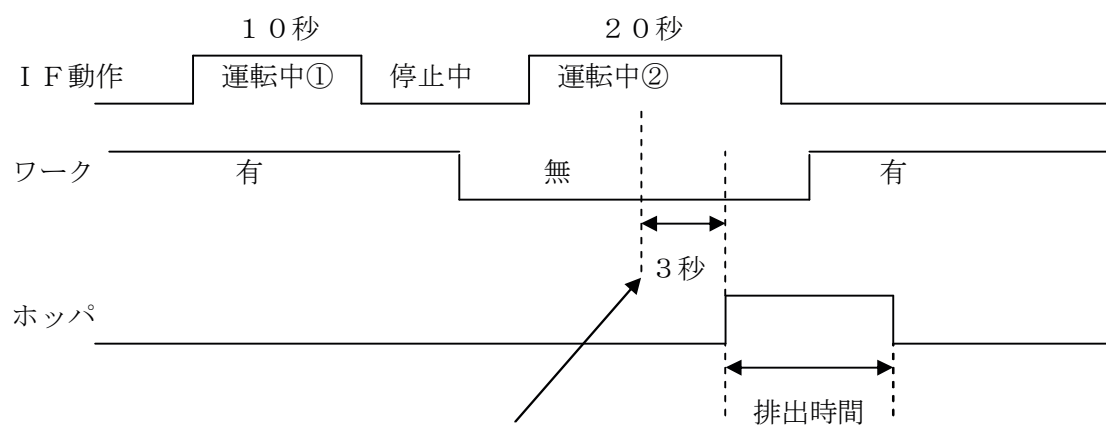 １０秒　２０秒
ＩＦ動作　運転中①　停止中　運転中②
ワーク　有　無　有
３秒
ホッパ
排出時間